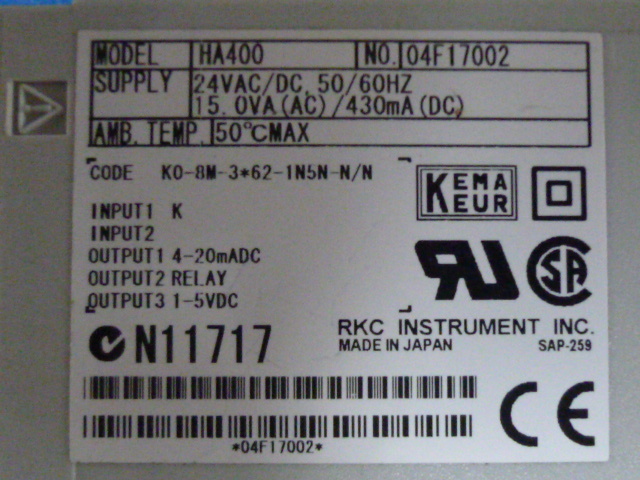 MODEL HA400 NO. 04F17002
SUPPLY 24VAC/DC, 50/60HZ
15.0VA(AC)/430mA(DC)
AMB. TEMP. 50℃MAX
CODE K0-8M-3*62-1N5N-N/N
KEMA
KEUR
INPUT1 K
INPUT2
OUTPUT1 4-20mADC
OUTPUT2 RELAY
OUTPUT3 1-5VDC
N11717
RKC INSTRUMENT INC.
MADE IN JAPAN SAP-259
*04F17002*
CE